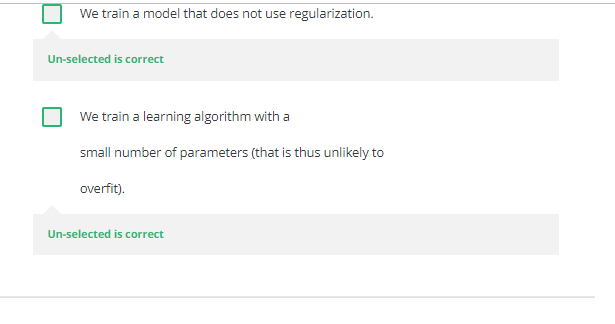 We train a model that does not use regularization.
Un-selected is correct
We train a learning algorithm with a
small number of parameters (that is thus unlikely to
overfit).
Un-selected is correct